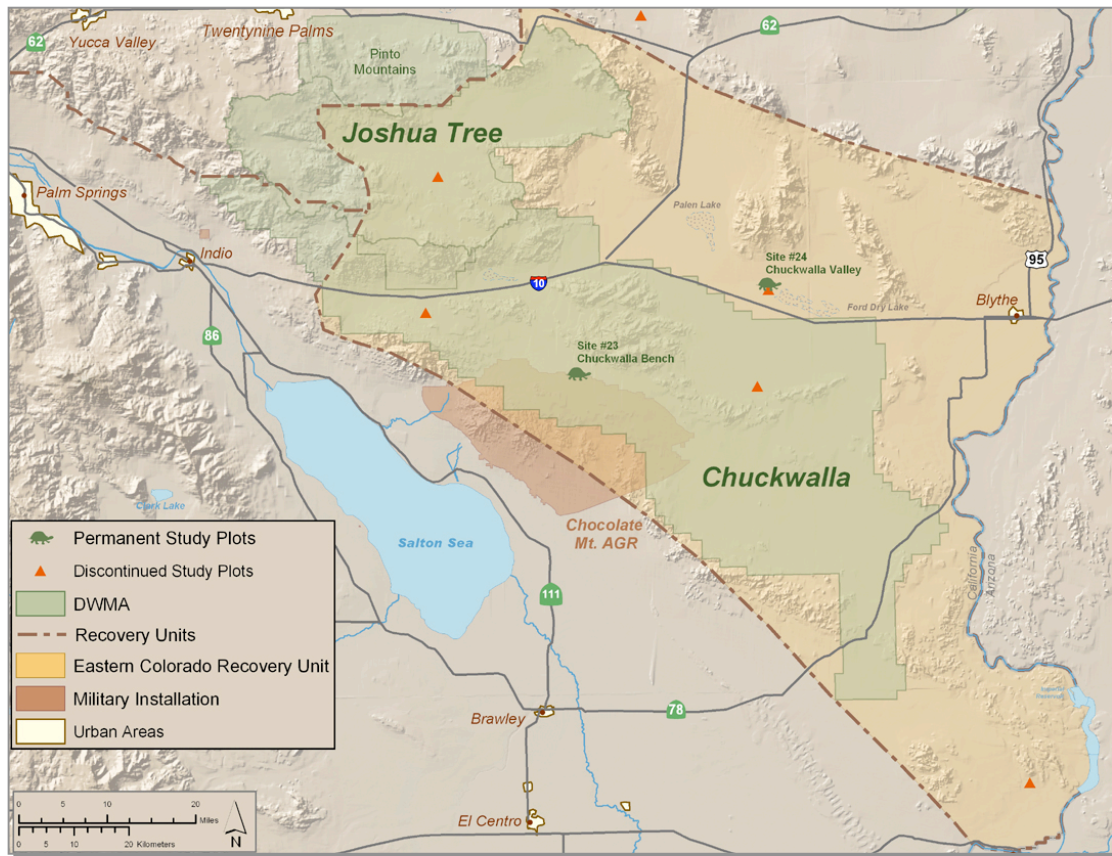 62
Yucca Valley
Twentynine Palms
62
Pinto
Mountains
Joshua Tree
Palm Springs
Indio
Palen Lake
Site #24
Chuckwalla Valley
95
10
Ford Dry Lake
Blythe
86
Site #23
Chuckwalla Bench
Chuckwalla
Clark Lake
Salton Sea
Chocolate
Mt. AGR
California
Arizona
111
78
Brawley
El Centro
Permanent Study Plots
Discontinued Study Plots
DWMA
Recovery Units
Eastern Colorado Recovery Unit
Military Installation
Urban Areas
0 5 10 20
Miles
0 5 10 20
Kilometers
N